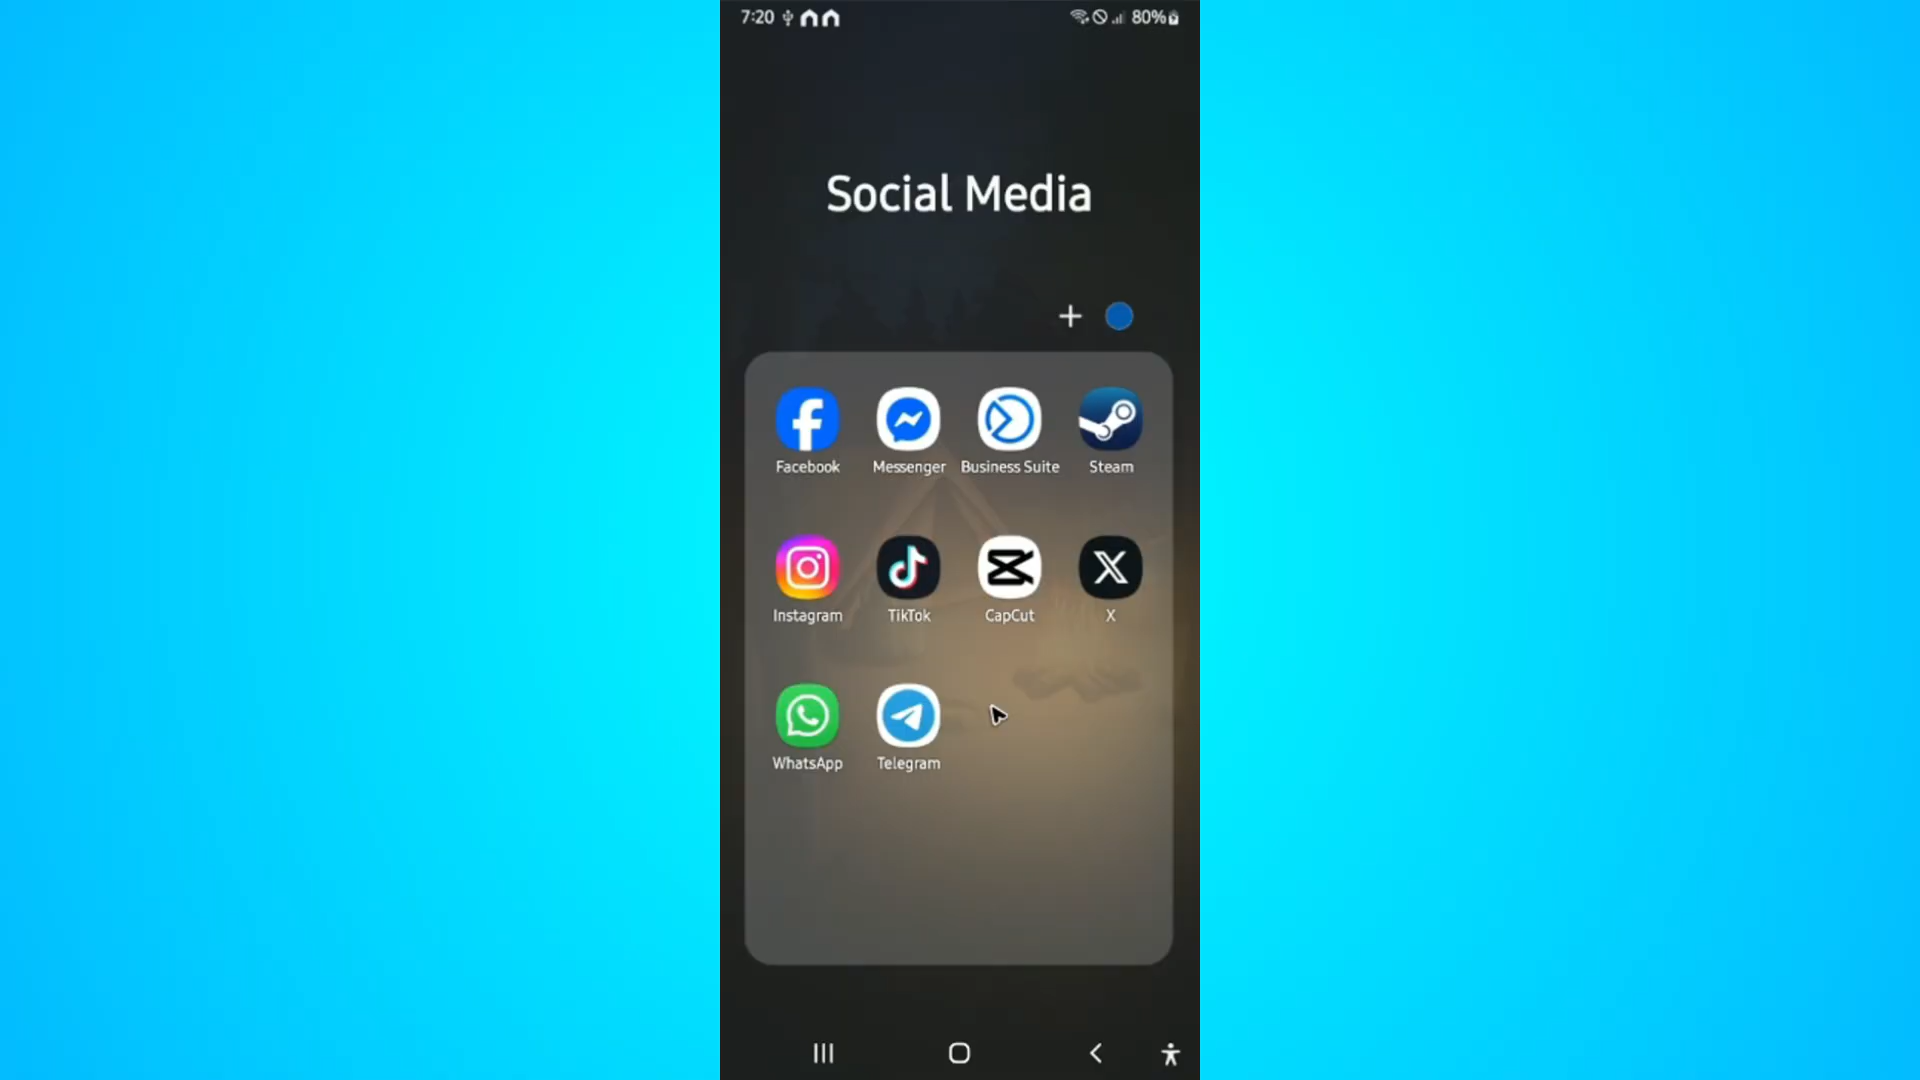 7:20
80%
Social Media
Facebook Messenger Business Suite Steam
Instagram TikTok CapCut X
WhatsApp Telegram